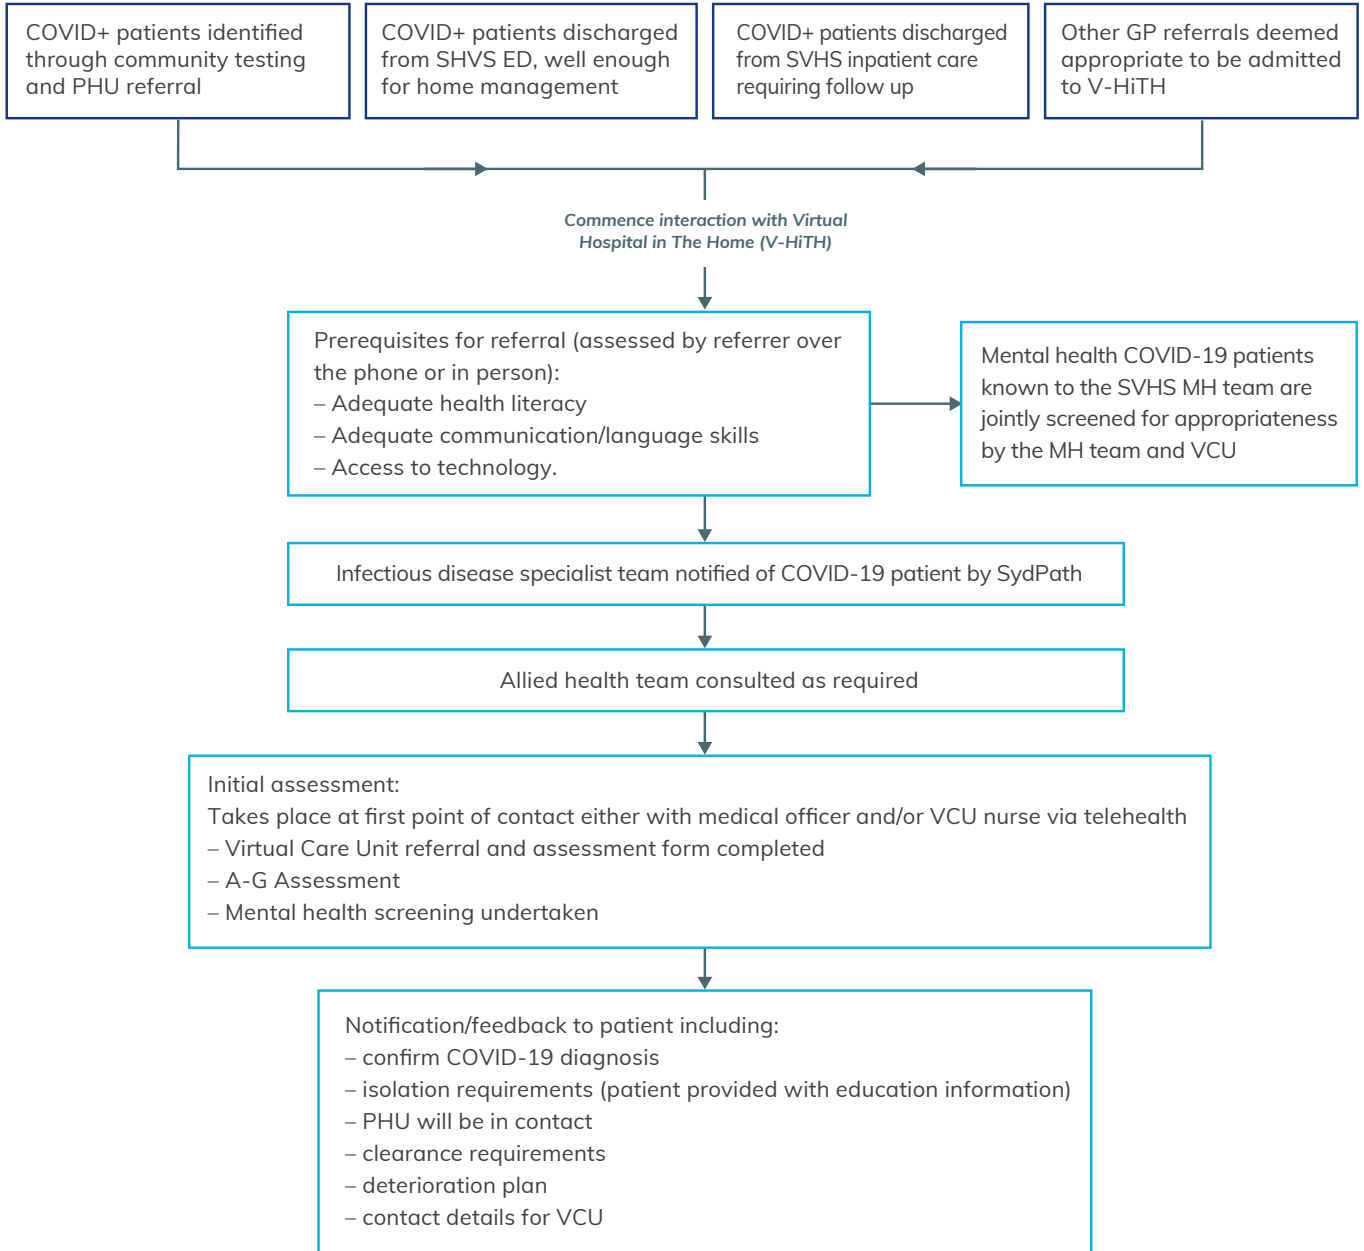 COVID+ patients identified
through community testing
and PHU referral
COVID+ patients discharged
from SHVS ED, well enough
for home management
COVID+ patients discharged
from SVHS inpatient care
requiring follow up
Other GP referrals deemed
appropriate to be admitted
to V-HiTH
Commence interaction with Virtual
Hospital in The Home (V-HiTH)
Prerequisites for referral (assessed by referrer over
the phone or in person):
– Adequate health literacy
– Adequate communication/language skills
– Access to technology.
Mental health COVID-19 patients
known to the SVHS MH team are
jointly screened for appropriateness
by the MH team and VCU
Infectious disease specialist team notified of COVID-19 patient by SydPath
Allied health team consulted as required
Initial assessment:
Takes place at first point of contact either with medical officer and/or VCU nurse via telehealth
– Virtual Care Unit referral and assessment form completed
– A-G Assessment
– Mental health screening undertaken
Notification/feedback to patient including:
– confirm COVID-19 diagnosis
– isolation requirements (patient provided with education information)
– PHU will be in contact
– clearance requirements
– deterioration plan
– contact details for VCU